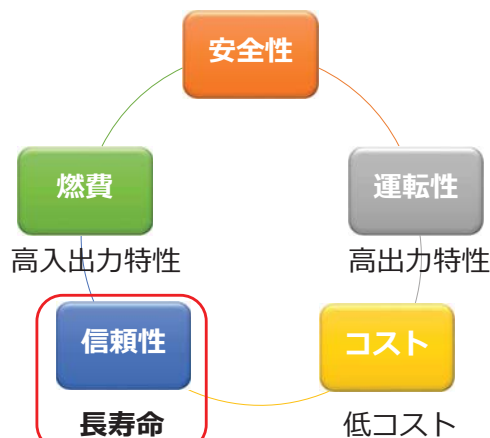 安全性
燃費
運転性
高入出力特性
高出力特性
信頼性
コスト
長寿命
低コスト